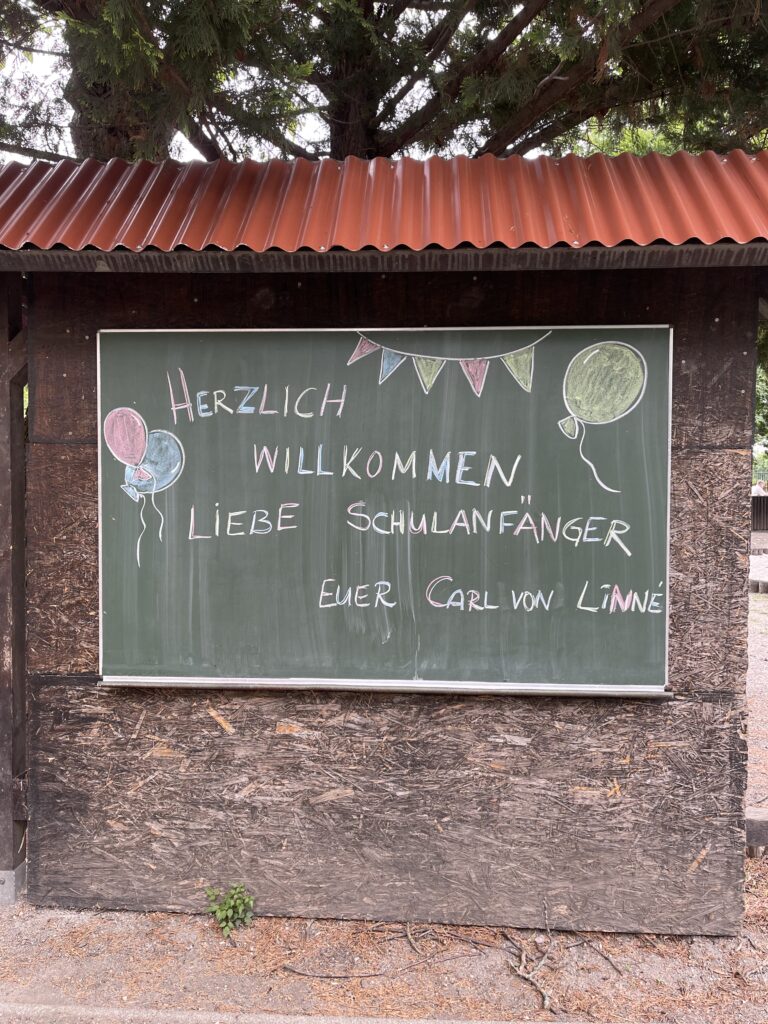 HERZLICH
WILLKOMMEN
LIEBE SCHULANFÄNGER
EUER CARL VON LINNÉ